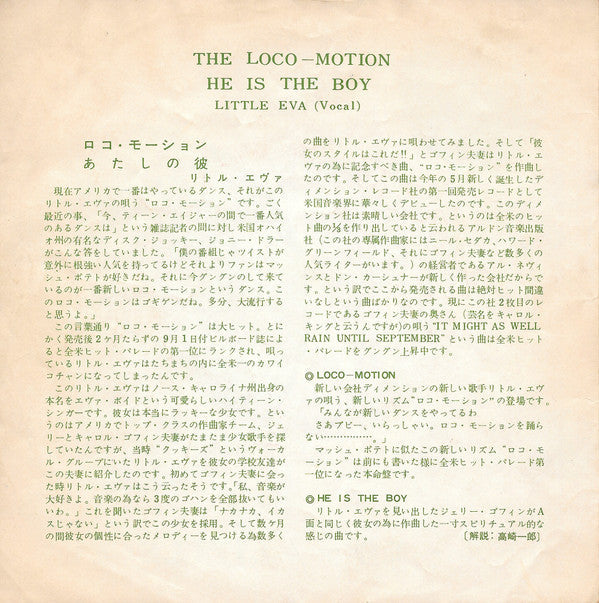 THE LOCO－MOTION
HE IS THE BOY
LITTLE EVA (Vocal)
ロコ・モーション
あたしの彼
リトル・エヴァ
現在アメリカで一番はやっているダンス、それがこの
リトル・エヴァの唄う“ロコ・モーション”です。ごく
最近の事、「今、ティーン・エイジャーの間で一番人気
のあるダンスは」という雑誌記者の間に対し米国オハイ
オ州の有名なディスク・ジョッキー、ジョニー・ドラー
がこんな答をしていました。「僕の番組じゃツイストが
意外に根強い人気を持ってるけどそれよりファンはマッ
シュ・ポテトが好きだね。それに今グングンのして来て
いるのが一番新しいロコ・モーションというダンス。こ
のロコ・モーションはゴキゲンだね。多分、大流行する
と思うよ。」
この言葉通り“ロコ・モーション”は大ヒット。とに
かく発売後２ケ月たらずの９月１日付ビルボード誌によ
ると全米ヒット・パレードの第一位にランクされ、唄っ
ているリトル・エヴァはたちまちの内に全米一のカワイ
コチャンになってしまったんです。
このリトル・エヴァはノース・キャロライナ州出身の
本名をエヴァ・ボイドという可愛らしいハイティーン・
シンガーです。彼女は本当にラッキーな少女です。とい
うのはアメリカでトップ・クラスの作曲家チーム、ジェ
リーとキャロル・ゴフィン夫妻がたまたま少女歌手を探
していたんですが、当時“クッキーズ”というヴォーカ
ル・グループにいたリトル・エヴァを彼女の学校友達が
この夫妻に紹介したのです。初めてゴフィン夫妻に会っ
た時リトル・エヴァはこう云ったそうです。「私、音楽が
大好きよ。音楽の為なら３度のゴハンを全部抜いてもい
いわ。」これを聞いたゴフィン夫妻は「ナカナカ、イカ
スじゃない」という訳でこの少女を採用。そして数ケ月
の間彼女の個性に合ったメロディーを見つける為数多く
の曲をリトル・エヴァに唄わせてみました。そして「彼
女のスタイルはこれだ!!」とゴフィン夫妻はリトル・エ
ヴァの為に記念すべき曲、“ロコ・モーション”を作曲し
たのです。そしてこの曲は今年の５月新しく誕生したデ
ィメンション・レコード社の第一回発売レコードとして
米国音楽界に華々しくデビューしたのです。このディメ
ンション社は素晴しい会社です。というのは全米のヒッ
ト曲の⅓を作り出していると云われるアルドン音楽出版
社（この社の専属作曲家にはニール・セダカ、ハワード・
グリーンフィールド、それにゴフィン夫妻など数多くの
人気ライターがいます。）の経営者であるアル・ネヴィ
ンスとドン・カーシュナーが新しく作った会社だからで
す。という訳でここから発売される曲は絶対ヒット間違
いなしという曲ばかりなのです。現にこの社２枚目のレ
コードであるゴフィン夫妻の奥さん（芸名をキャロル・
キングと云うんですが）の唄う“IT MIGHT AS WELL
RAIN UNTIL SEPTEMBER”という曲は全米ヒット
・パレードをグングン上昇中です。
◎LOCO－MOTION
新しい会社ディメンションの新しい歌手リトル・エヴ
ァの唄う、新しいリズム“ロコ・モーション”の登場です。
「みんなが新しいダンスをやってるわ
さあアビー、いらっしゃい。ロコ・モーションを踊
らない……………。」
マッシュ・ポテトに似たこの新しいリズム“ロコ・モ
ーション”は前にも書いた様に全米ヒット・パレード第一
位になった本命盤です。
◎HE IS THE BOY
リトル・エヴァを見い出したジェリー・ゴフィンがＡ
面と同じく彼女の為に作曲した一寸スピリチュアル的な
感じの曲です。
〔解説：高崎一郎〕